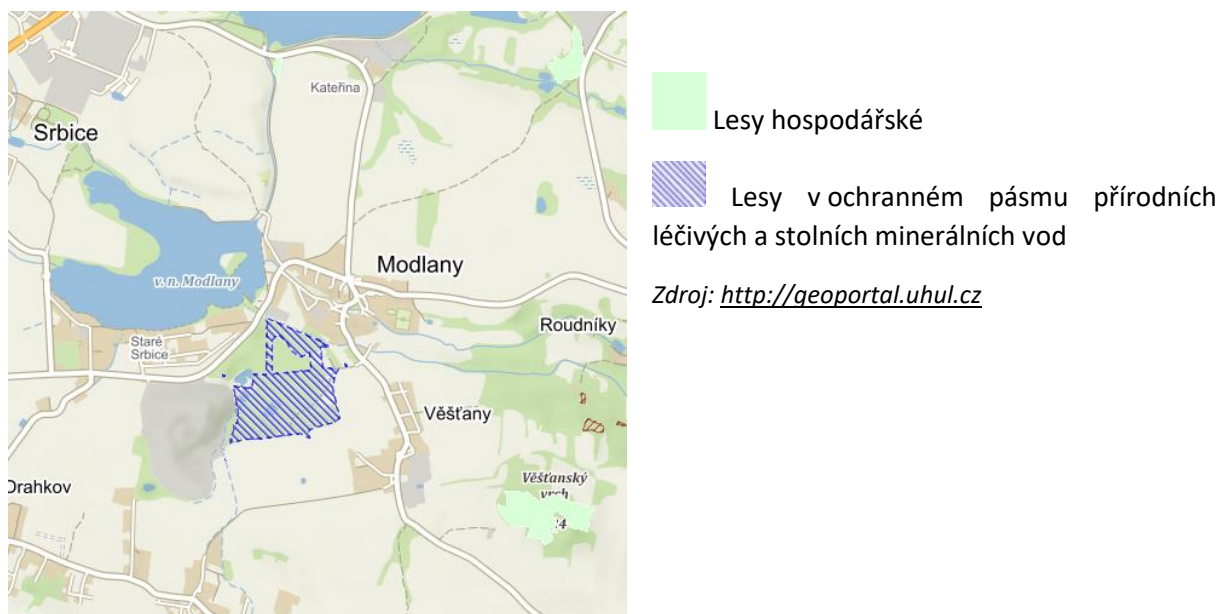 Kateřina
Srbice
Modlany
v. n. Modlany
Roudníky
Staré
Srbice
Věšťany
Věšťanský
vrch
Drahkov
Lesy hospodářské
Lesy v ochranném pásmu přírodních
léčivých a stolních minerálních vod
Zdroj: http://geoportal.uhul.cz